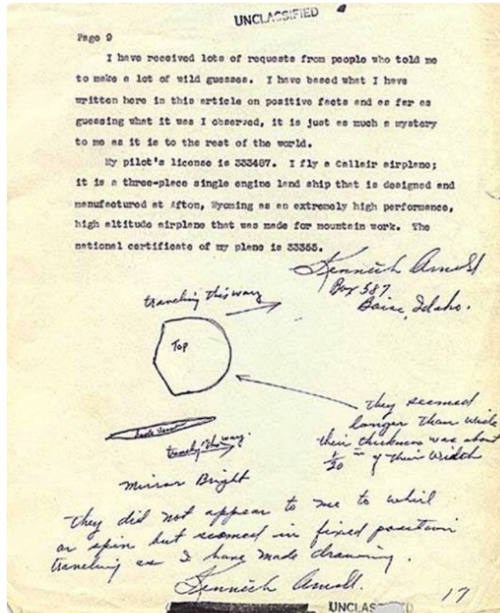 UNCLASSIFIED
Page 9
I have received lots of requests from people who told me
to make a lot of wild guesses. I have based what I have
written here in this article on positive facts and as far as
guessing what it was I observed, it is just as much a mystery
to me as it is to the rest of the world.
My pilot's license is 333487. I fly a Callair airplane;
it is a three-place single engine land ship that is designed and
manufactured at Afton, Wyoming as an extremely high performance,
high altitude airplane that was made for mountain work. The
national certificate of my plane is 33355.
Kenneth Arnold
Box 587
Boise, Idaho.
traveling this way
Top
they seemed
longer than wide
their thickness was about
1/20 of their width
side view
traveling this way
Mirror Bright
They did not appear to me to whirl
or spin but seemed in fixed position
traveling as I have made drawing.
Kenneth Arnold.
17